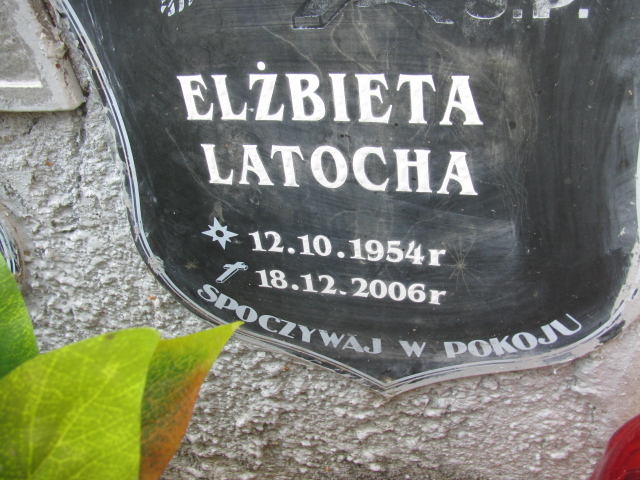 Ś.P.
ELŻBIETA
LATOCHA
12.10.1954r
18.12.2006r
SPOCZYWAJ W POKOJU